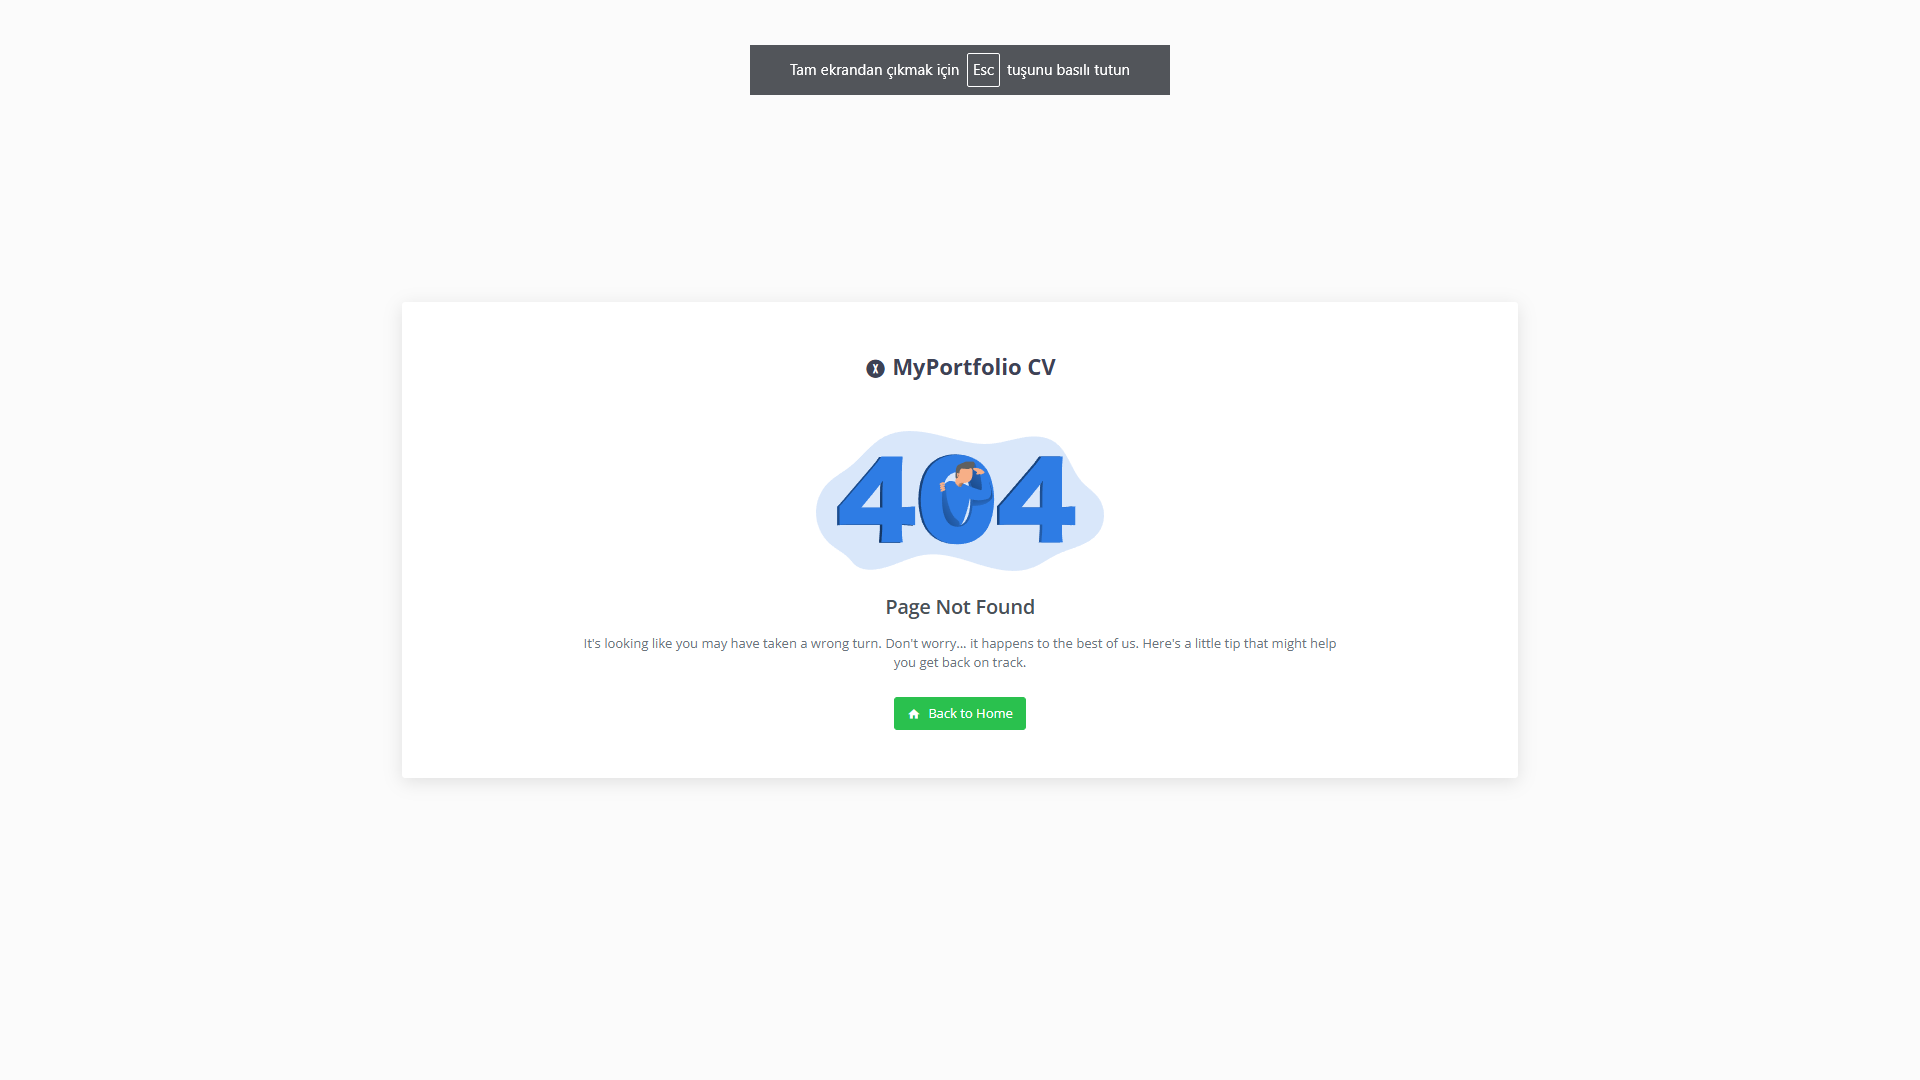 Tam ekrandan çıkmak için Esc tuşunu basılı tutun
X MyPortfolio CV
404
Page Not Found
It's looking like you may have taken a wrong turn. Don't worry... it happens to the best of us. Here's a little tip that might help
you get back on track.
Back to Home